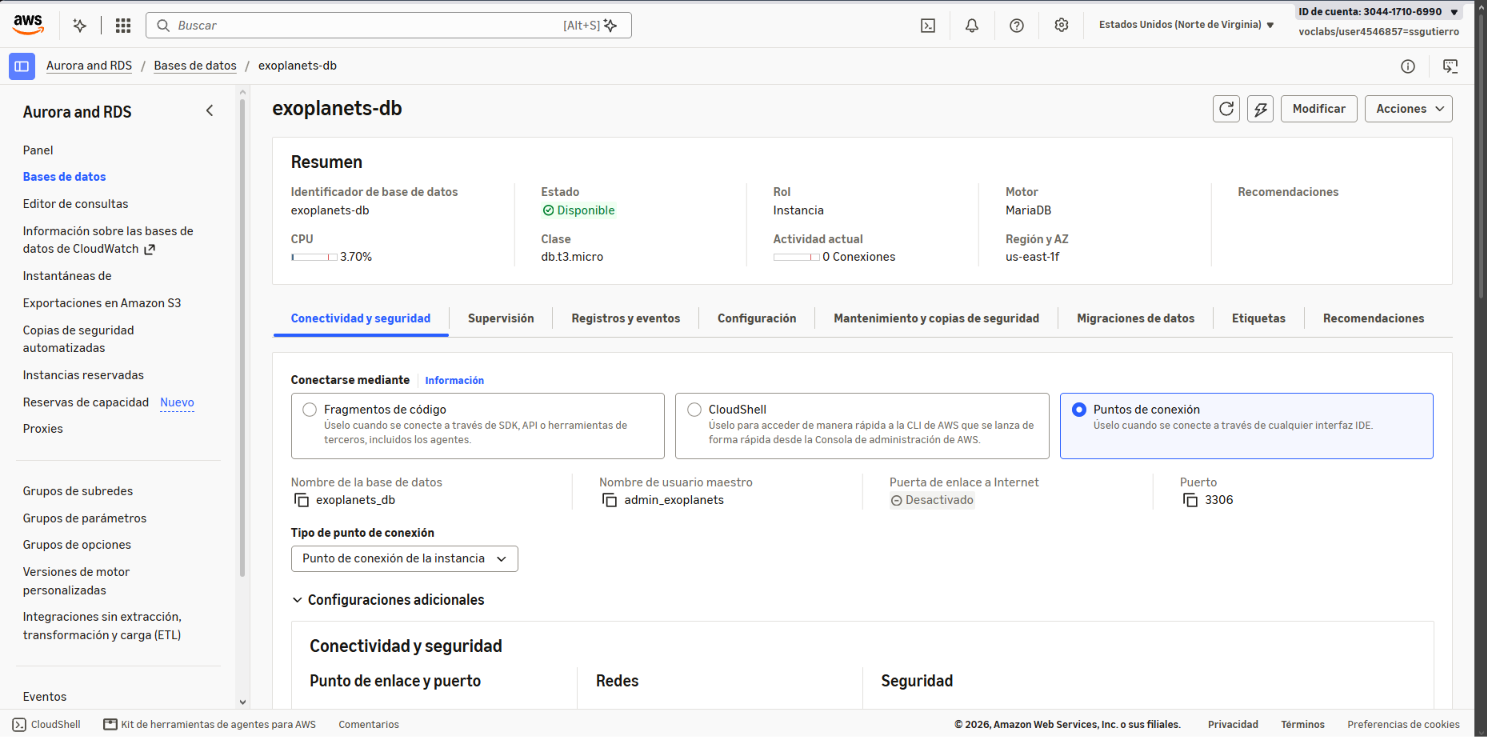 aws
Buscar
[Alt+S]
Estados Unidos (Norte de Virginia)
ID de cuenta: 3044-1710-6990
voclabs/user4546857=ssgutierro
Aurora and RDS / Bases de datos / exoplanets-db
Aurora and RDS
Panel
Bases de datos
Editor de consultas
Información sobre las bases de
datos de CloudWatch
Instantáneas de
Exportaciones en Amazon S3
Copias de seguridad
automatizadas
Instancias reservadas
Reservas de capacidad Nuevo
Proxies
Grupos de subredes
Grupos de parámetros
Grupos de opciones
Versiones de motor
personalizadas
Integraciones sin extracción,
transformación y carga (ETL)
Eventos
exoplanets-db
Modificar
Acciones
Resumen
Identificador de base de datos
exoplanets-db
Estado
Disponible
Rol
Instancia
Motor
MariaDB
Recomendaciones
CPU
3.70%
Clase
db.t3.micro
Actividad actual
0 Conexiones
Región y AZ
us-east-1f
Conectividad y seguridad
Supervisión
Registros y eventos
Configuración
Mantenimiento y copias de seguridad
Migraciones de datos
Etiquetas
Recomendaciones
Conectarse mediante
Información
Fragmentos de código
Úselo cuando se conecte a través de SDK, API o herramientas de
terceros, incluidos los agentes.
CloudShell
Úselo para acceder de manera rápida a la CLI de AWS que se lanza de
forma rápida desde la Consola de administración de AWS.
Puntos de conexión
Úselo cuando se conecte a través de cualquier interfaz IDE.
Nombre de la base de datos
exoplanets_db
Nombre de usuario maestro
admin_exoplanets
Puerta de enlace a Internet
Desactivado
Puerto
3306
Tipo de punto de conexión
Punto de conexión de la instancia
Configuraciones adicionales
Conectividad y seguridad
Punto de enlace y puerto
Redes
Seguridad
CloudShell
Kit de herramientas de agentes para AWS
Comentarios
© 2026, Amazon Web Services, Inc. o sus filiales.
Privacidad
Términos
Preferencias de cookies